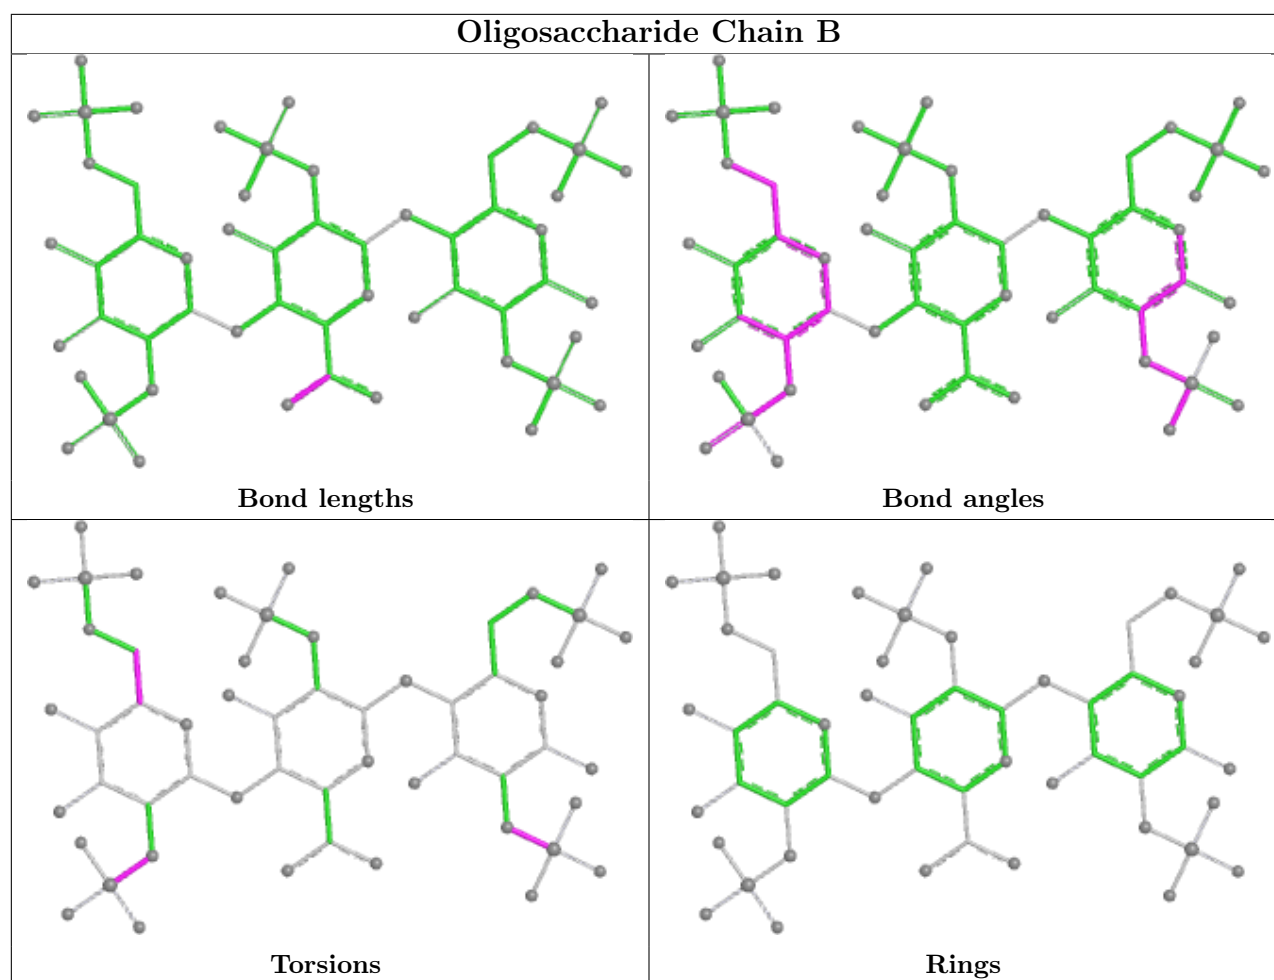 Oligosaccharide Chain B
Bond lengths
Bond angles
Torsions
Rings